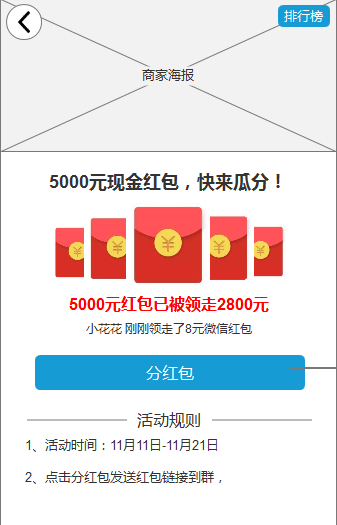 排行榜
商家海报
5000元现金红包，快来瓜分！
5000元红包已被领走2800元
小花花 刚刚领走了8元微信红包
分红包
活动规则
1、活动时间：11月11日-11月21日
2、点击分红包发送红包链接到群，